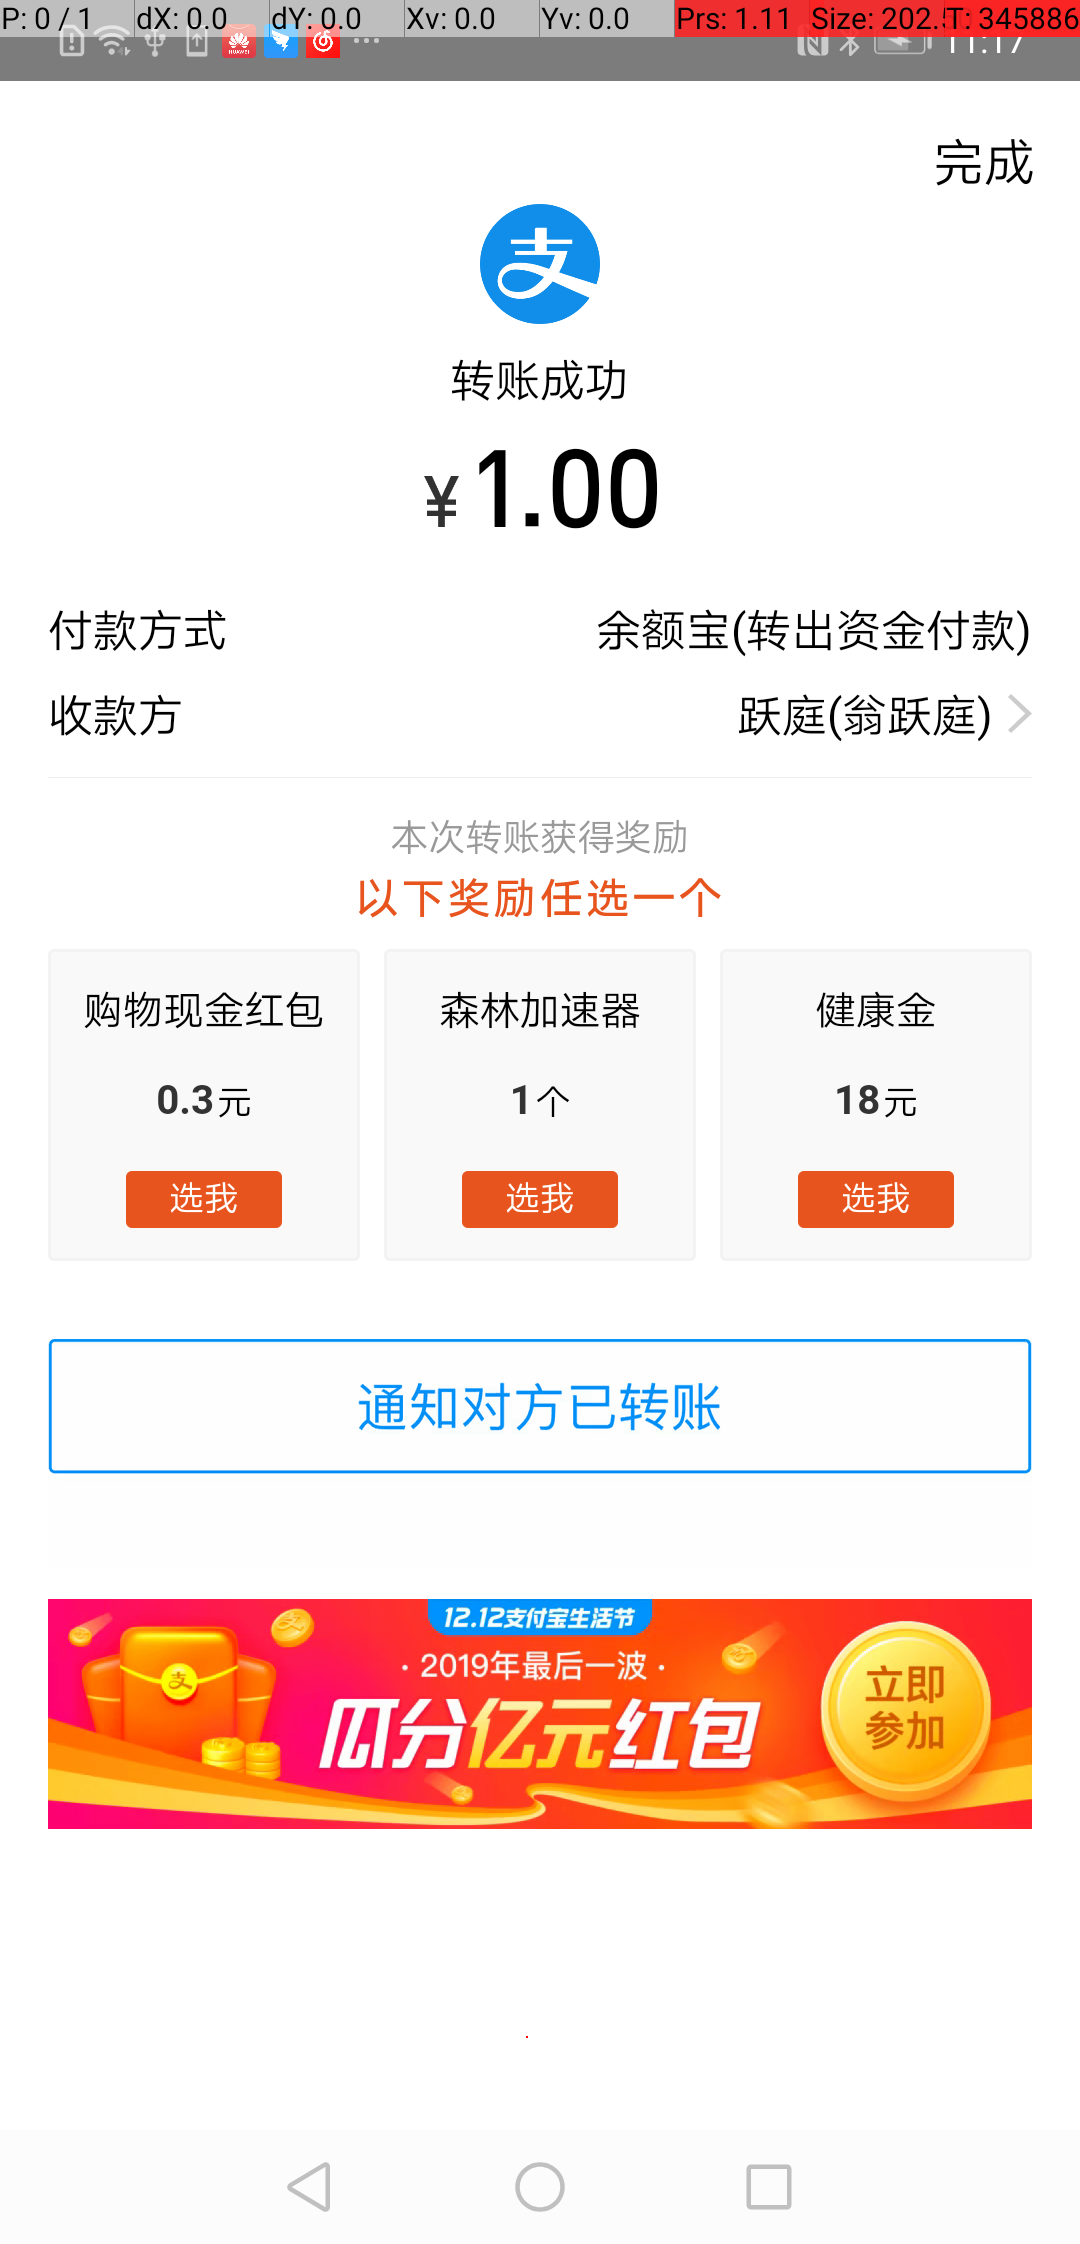 P: 0 / 1 dX: 0.0 dY: 0.0 Xv: 0.0 Yv: 0.0 Prs: 1.11 Size: 202. T: 345886
HUAWEI 11:17
完成
支
转账成功
¥1.00
付款方式 余额宝(转出资金付款)
收款方 跃庭(翁跃庭)
本次转账获得奖励
以下奖励任选一个
购物现金红包 森林加速器 健康金
0.3元 1个 18元
选我 选我 选我
通知对方已转账
12.12支付宝生活节
·2019年最后一波·
瓜分亿元红包
立即
参加